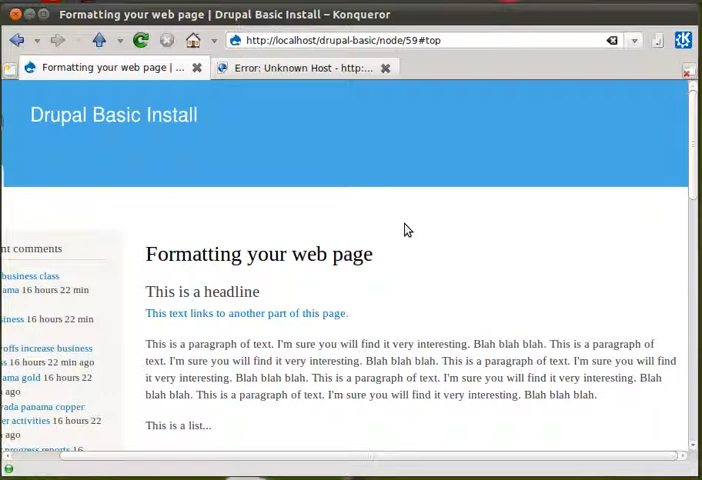 Formatting your web page | Drupal Basic Install – Konqueror
http://localhost/drupal-basic/node/59#top
Formatting your web page | ...
Error: Unknown Host - http:...
Drupal Basic Install
nt comments
business class
ama 16 hours 22 min
siness 16 hours 22 min
roffs increase business
ss 16 hours 22 min ago
ama gold 16 hours 22
n ago
vada panama copper
er activities 16 hours 22
n ago
progress reports 16
Formatting your web page
This is a headline
This text links to another part of this page.
This is a paragraph of text. I'm sure you will find it very interesting. Blah blah blah. This is a paragraph of
text. I'm sure you will find it very interesting. Blah blah blah. This is a paragraph of text. I'm sure you will find
it very interesting. Blah blah blah. This is a paragraph of text. I'm sure you will find it very interesting. Blah
blah blah. This is a paragraph of text. I'm sure you will find it very interesting. Blah blah blah.
This is a list...